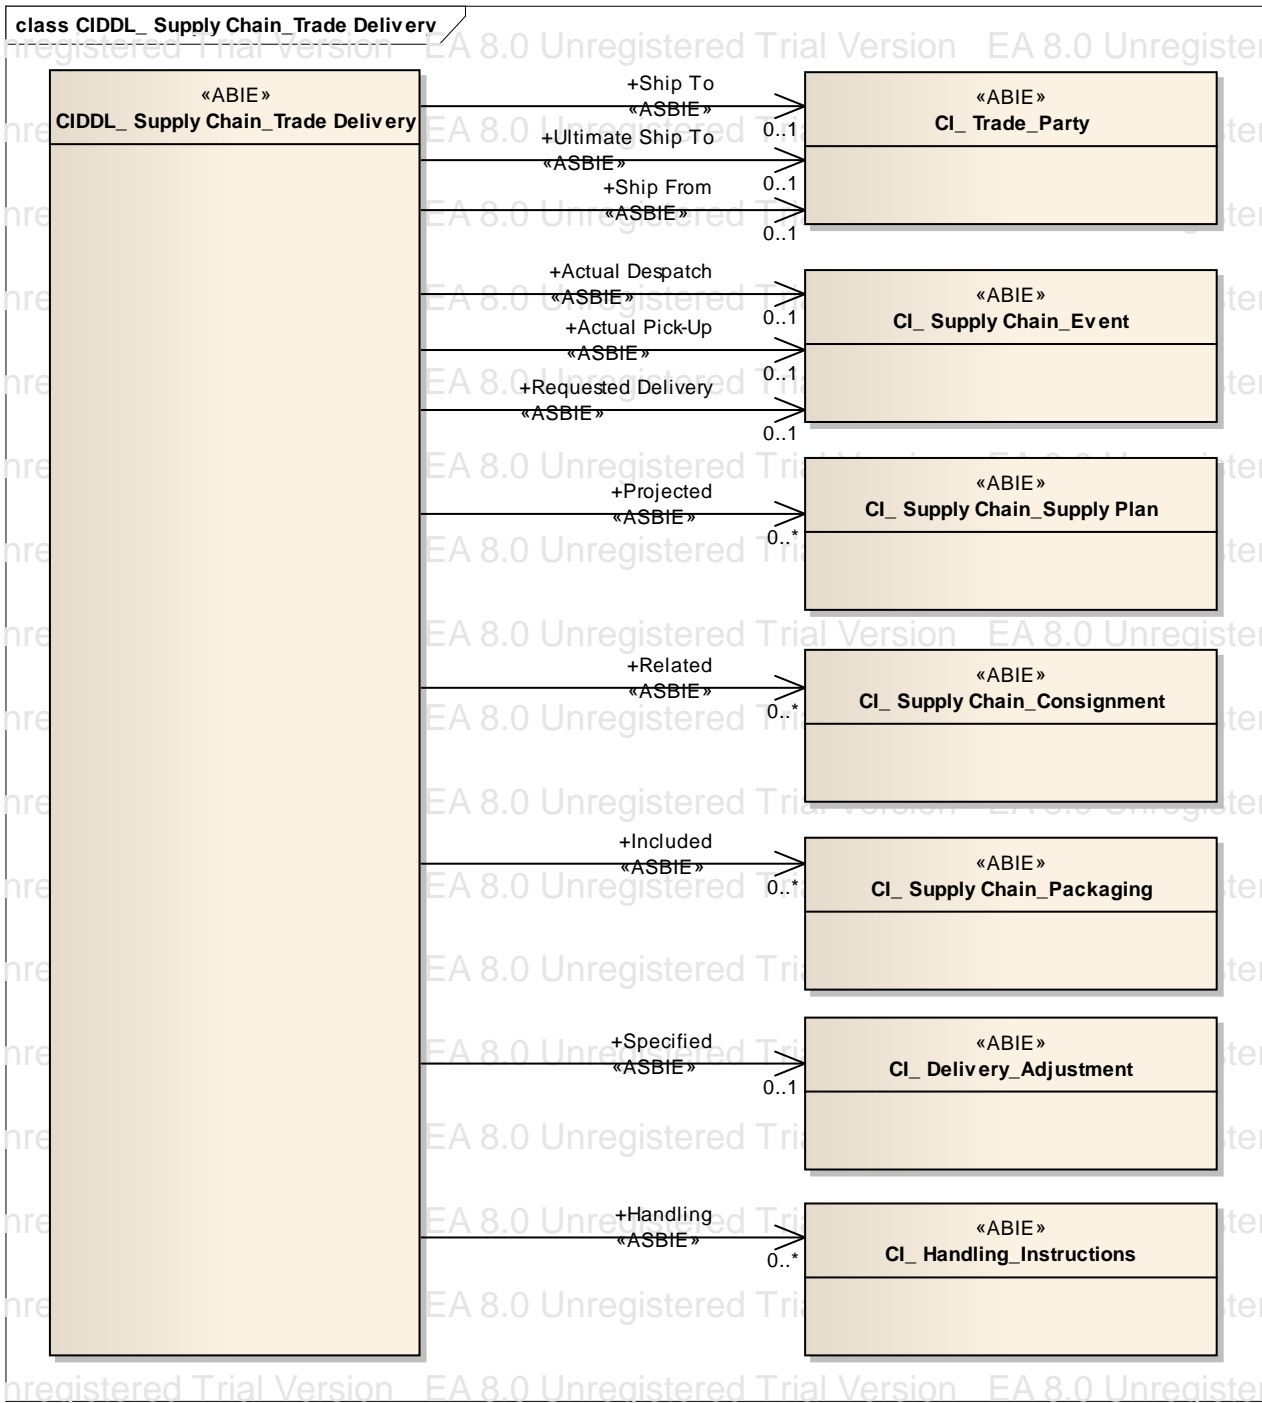 class CIDDL_ Supply Chain_Trade Delivery
«ABIE»
CIDDL_ Supply Chain_Trade Delivery
+Ship To
«ASBIE»
0..1
+Ultimate Ship To
«ASBIE»
0..1
+Ship From
«ASBIE»
0..1
«ABIE»
CI_ Trade_Party
+Actual Despatch
«ASBIE»
0..1
+Actual Pick-Up
«ASBIE»
0..1
+Requested Delivery
«ASBIE»
0..1
«ABIE»
CI_ Supply Chain_Event
+Projected
«ASBIE»
0..*
«ABIE»
CI_ Supply Chain_Supply Plan
+Related
«ASBIE»
0..*
«ABIE»
CI_ Supply Chain_Consignment
+Included
«ASBIE»
0..*
«ABIE»
CI_ Supply Chain_Packaging
+Specified
«ASBIE»
0..1
«ABIE»
CI_ Delivery_Adjustment
+Handling
«ASBIE»
0..*
«ABIE»
CI_ Handling_Instructions
EA 8.0 Unregistered Trial Version